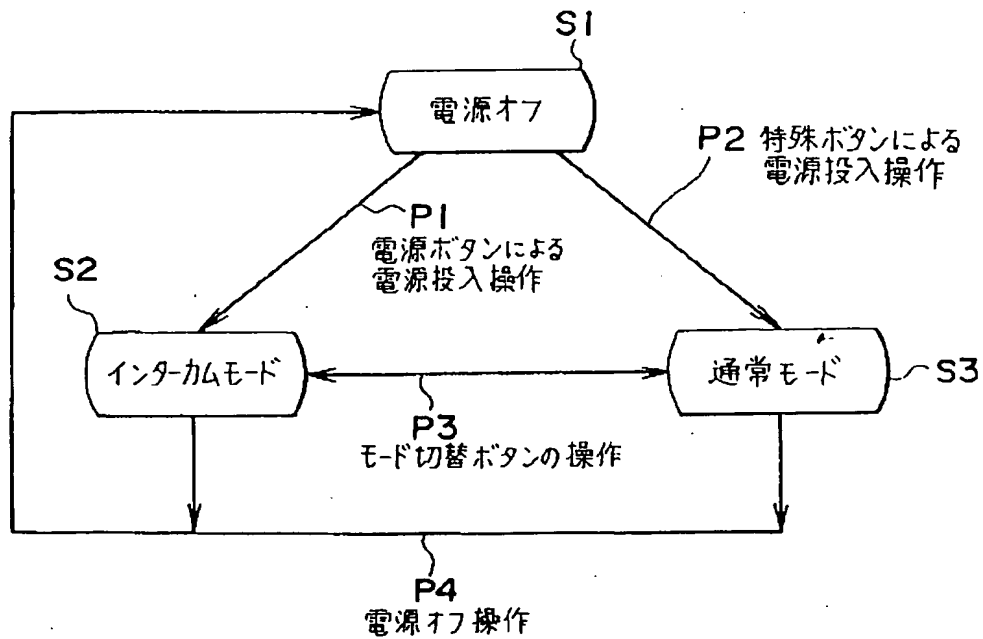 S1
電源オフ
P2 特殊ボタンによる
電源投入操作
P1
電源ボタンによる
電源投入操作
S2
インターカムモード
通常モード
S3
P3
モード切替ボタンの操作
P4
電源オフ操作